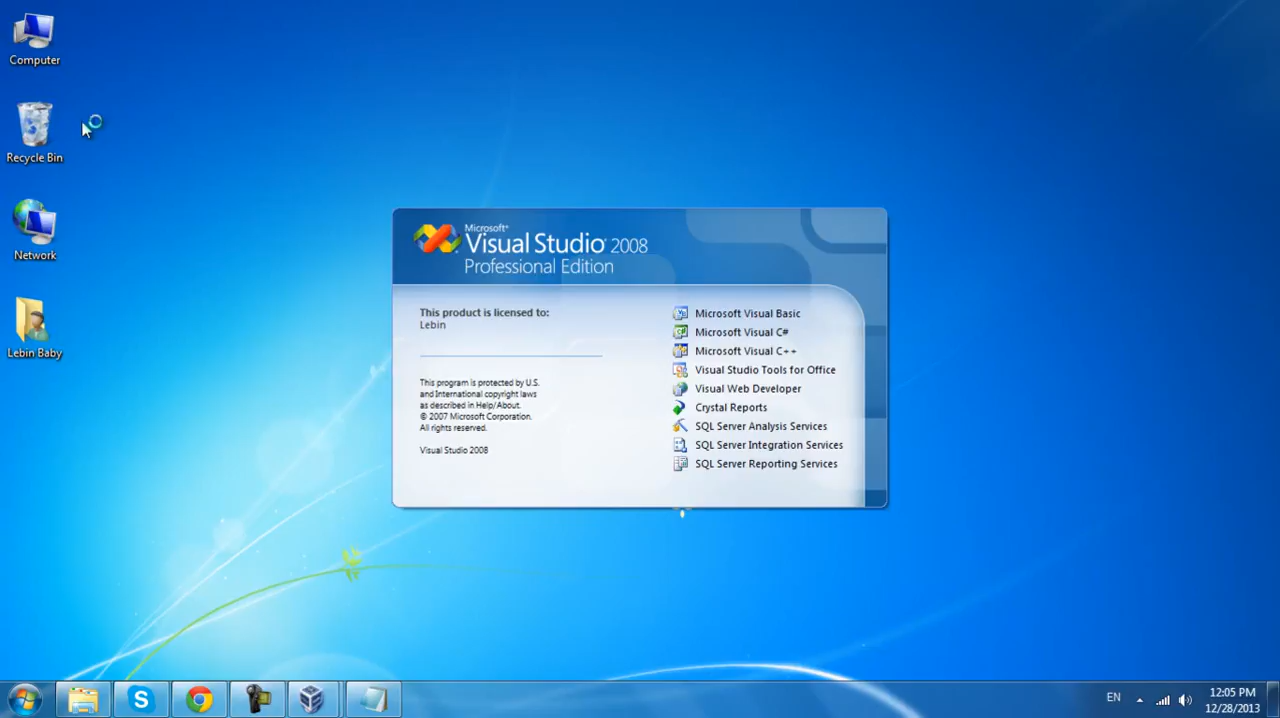 Computer
Recycle Bin
Network
Lebin Baby
Microsoft®
Visual Studio® 2008
Professional Edition
This product is licensed to:
Lebin
This program is protected by U.S.
and International copyright laws
as described in Help/About.
© 2007 Microsoft Corporation.
All rights reserved.
Visual Studio 2008
Microsoft Visual Basic
Microsoft Visual C#
Microsoft Visual C++
Visual Studio Tools for Office
Visual Web Developer
Crystal Reports
SQL Server Analysis Services
SQL Server Integration Services
SQL Server Reporting Services
EN
12:05 PM
12/28/2013